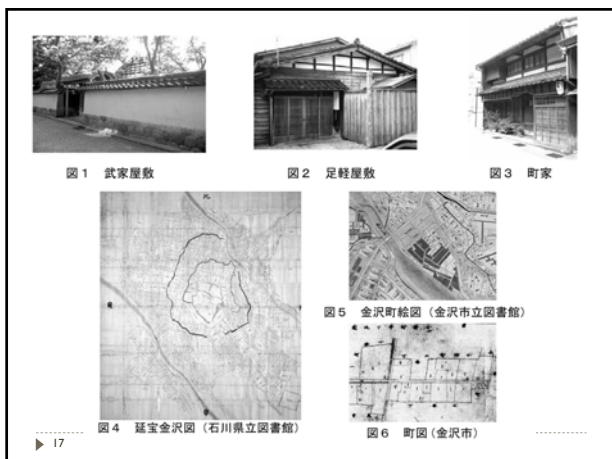 図1 武家屋敷
図2 足軽屋敷
図3 町家
図4 延宝金沢図（石川県立図書館）
図5 金沢町絵図（金沢市立図書館）
図6 町図(金沢市)
17